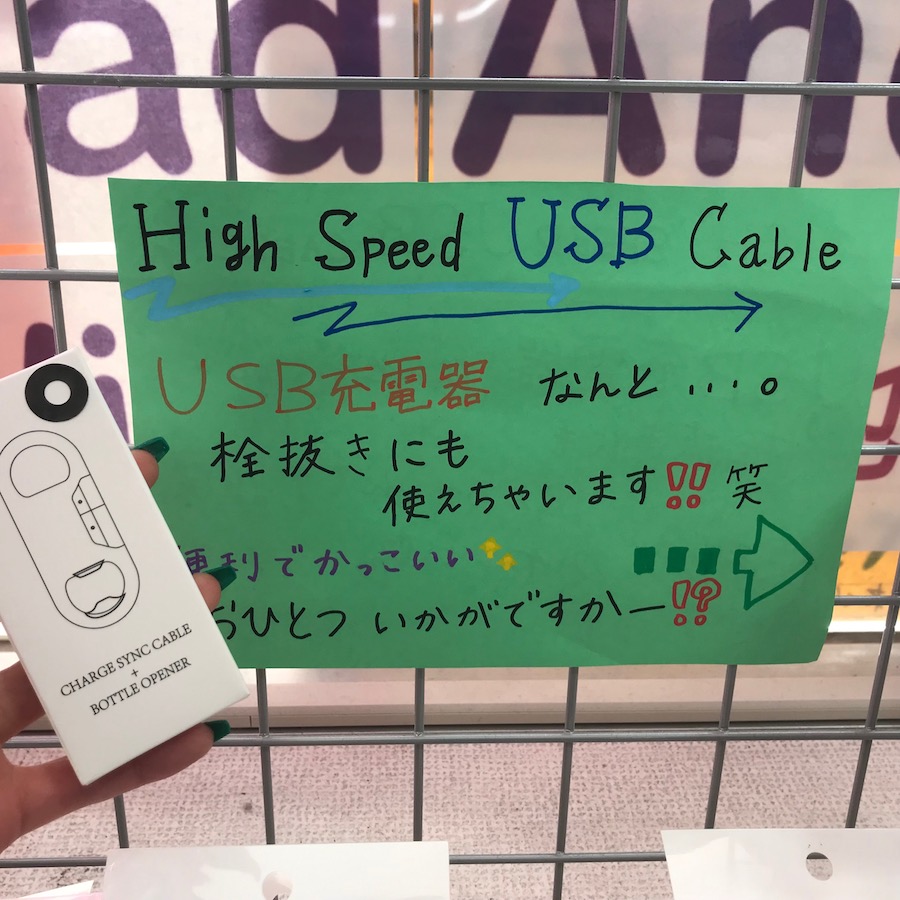 ad And
High Speed USB Cable
USB充電器 なんと・・・。
栓抜きにも
使えちゃいます!! 笑
便利でかっこいい
おひとつ いかがですかー!?
CHARGE SYNC CABLE
+
BOTTLE OPENER